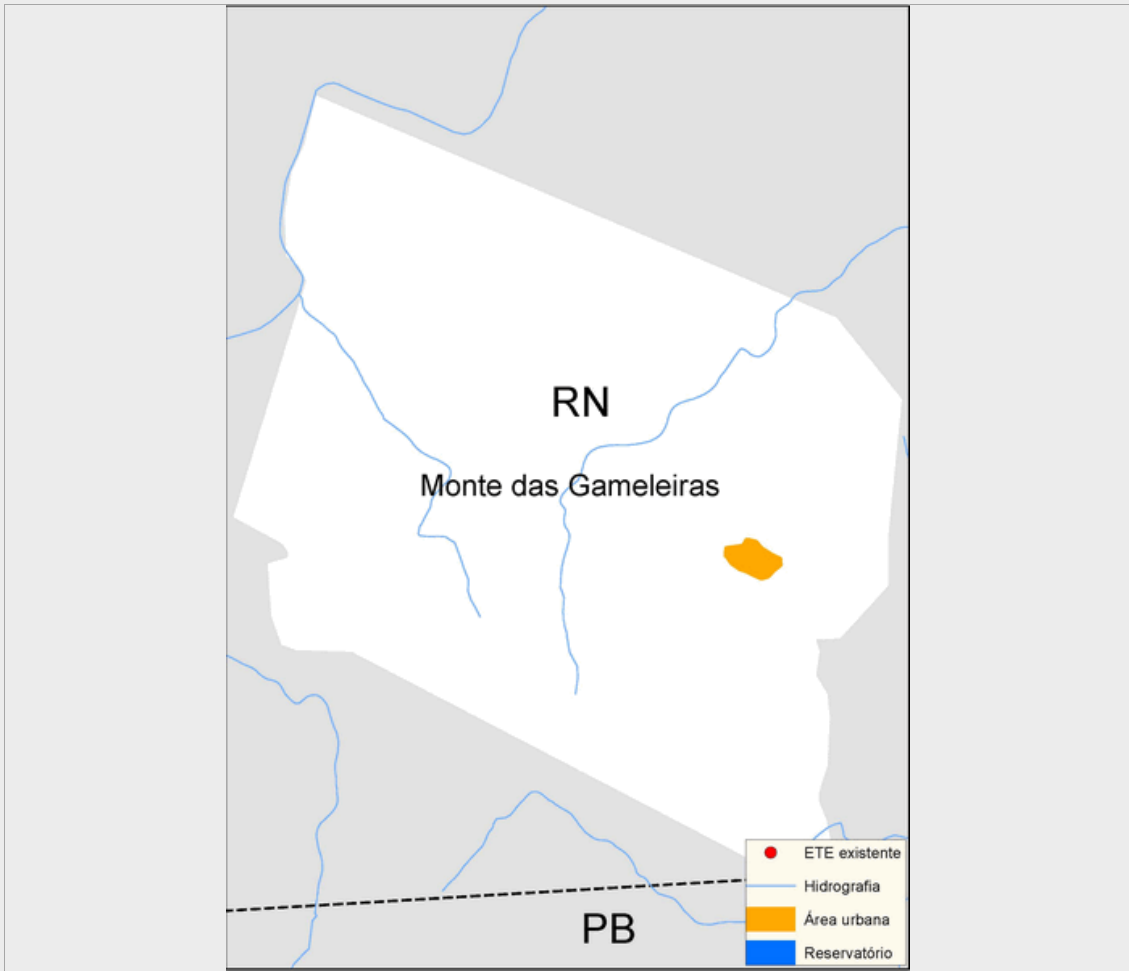 RN
Monte das Gameleiras
ETE existente
Hidrografia
Área urbana
Reservatório
PB